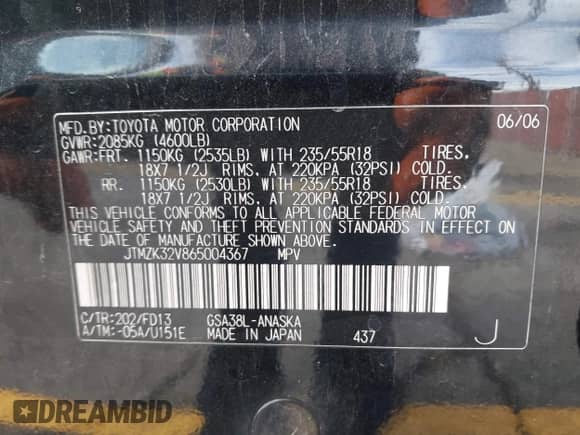 MFD.BY:TOYOTA MOTOR CORPORATION 06/06
GVWR:2085KG (4600LB)
GAWR:FRT. 1150KG (2535LB) WITH 235/55R18 TIRES,
18X7 1/2J RIMS, AT 220KPA (32PSI) COLD.
RR. 1150KG (2530LB) WITH 235/55R18 TIRES,
18X7 1/2J RIMS, AT 220KPA (32PSI) COLD.
THIS VEHICLE CONFORMS TO ALL APPLICABLE FEDERAL MOTOR
VEHICLE SAFETY AND THEFT PREVENTION STANDARDS IN EFFECT ON
THE DATE OF MANUFACTURE SHOWN ABOVE.
JTMZK32V865004367 MPV
C/TR:202/FD13 GSA38L-ANASKA
A/TM:-05A/U151E MADE IN JAPAN 437 J
DREAMBID